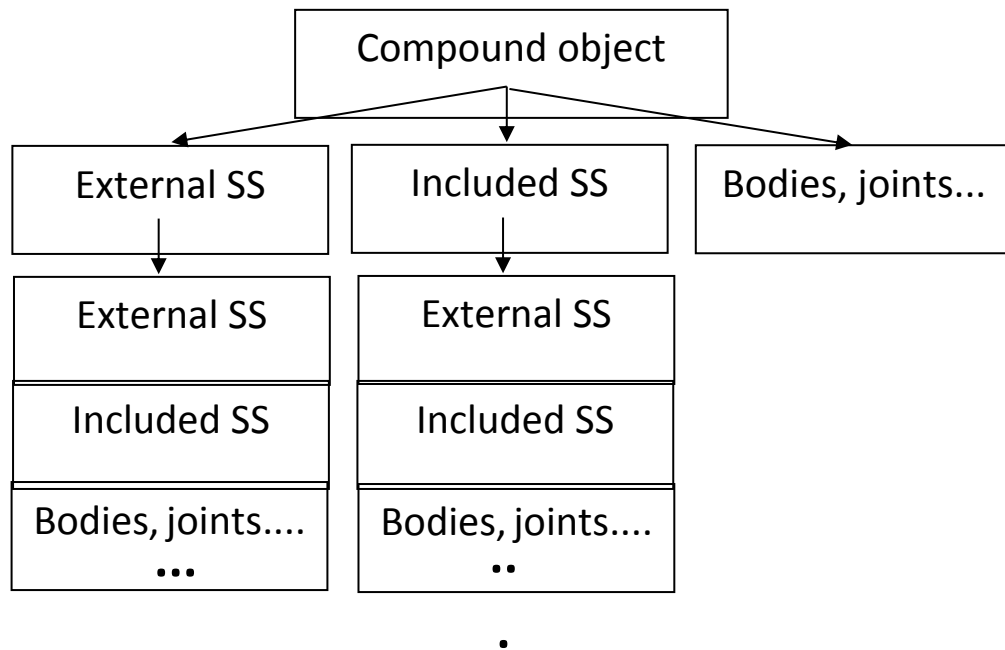 Compound object
External SS
Included SS
Bodies, joints...
External SS
Included SS
Bodies, joints....
...
External SS
Included SS
Bodies, joints....
..
.